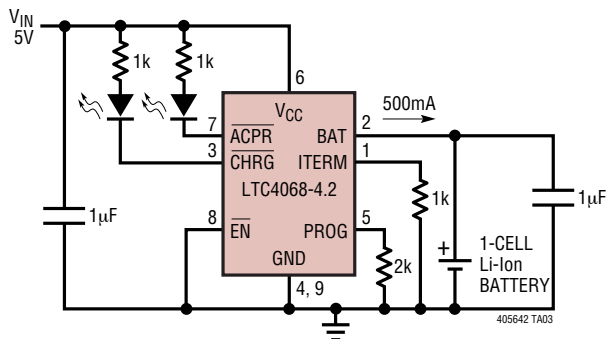 VIN
5V
1k
1k
6
VCC
500mA
7
ACPR
BAT
2
3
CHRG
ITERM
1
LTC4068-4.2
1k
1µF
1µF
8
EN
PROG
5
GND
2k
+
1-CELL
Li-Ion
BATTERY
4, 9
405642 TA03